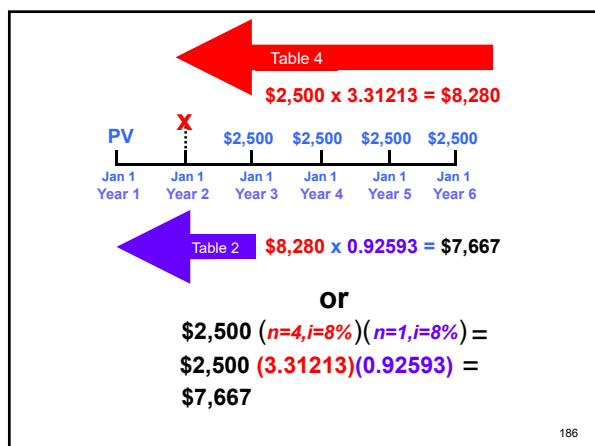 Table 4
$2,500 x 3.31213 = $8,280
X
PV $2,500 $2,500 $2,500 $2,500
Jan 1 Jan 1 Jan 1 Jan 1 Jan 1 Jan 1
Year 1 Year 2 Year 3 Year 4 Year 5 Year 6
Table 2 $8,280 x 0.92593 = $7,667
or
$2,500 (n=4,i=8%)(n=1,i=8%) =
$2,500 (3.31213)(0.92593) =
$7,667
186